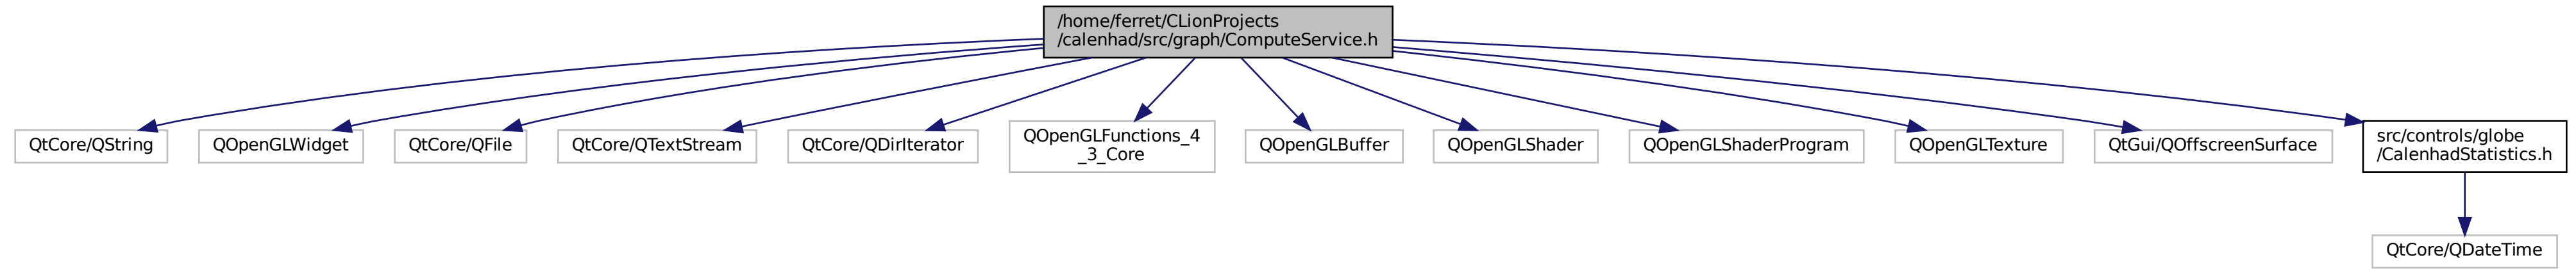 /home/ferret/CLionProjects
/calenhad/src/graph/ComputeService.h
QtCore/QString
QOpenGLWidget
QtCore/QFile
QtCore/QTextStream
QtCore/QDirIterator
QOpenGLFunctions_4
_3_Core
QOpenGLBuffer
QOpenGLShader
QOpenGLShaderProgram
QOpenGLTexture
QtGui/QOffscreenSurface
src/controls/globe
/CalenhadStatistics.h
QtCore/QDateTime